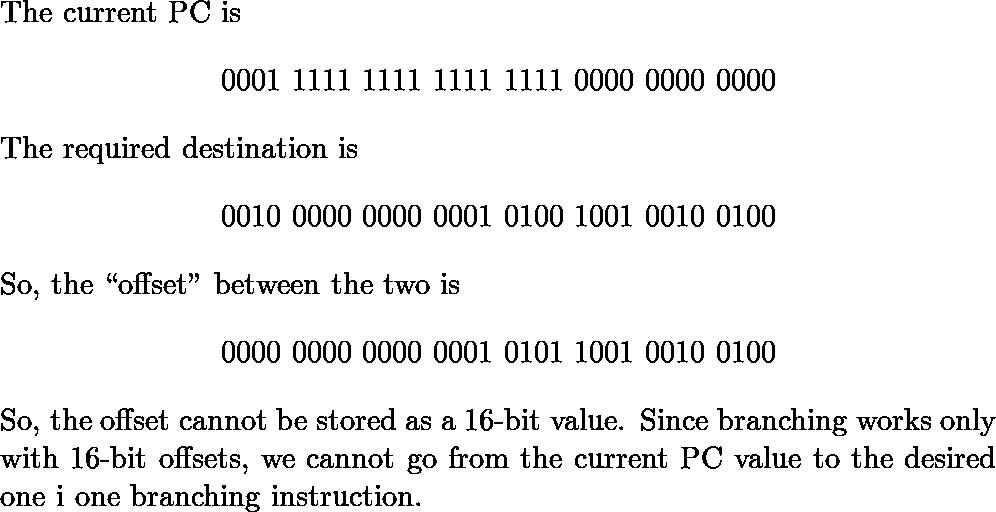 The current PC is
0001 1111 1111 1111 1111 0000 0000 0000
The required destination is
0010 0000 0000 0001 0100 1001 0010 0100
So, the “offset” between the two is
0000 0000 0000 0001 0101 1001 0010 0100
So, the offset cannot be stored as a 16-bit value. Since branching works only
with 16-bit offsets, we cannot go from the current PC value to the desired
one i one branching instruction.